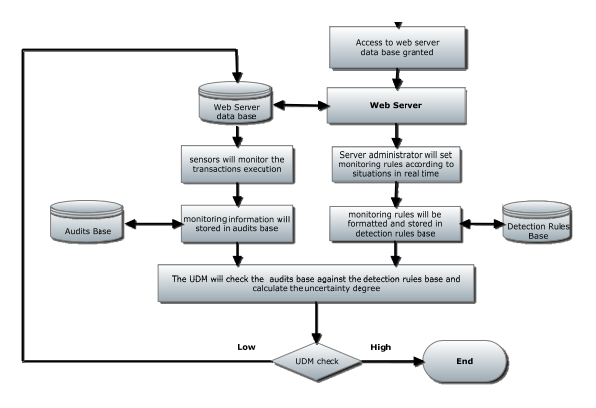 Access to web server
data base granted
Web Server
data base
Web Server
sensors will monitor the
transactions execution
Server administrator will set
monitoring rules according to
situations in real time
Audits Base
monitoring information will
stored in audits base
monitoring rules will be
formatted and stored in
detection rules base
Detection Rules
Base
The UDM will check the audits base against the detection rules base and
calculate the uncertainty degree
Low
High
UDM check
End